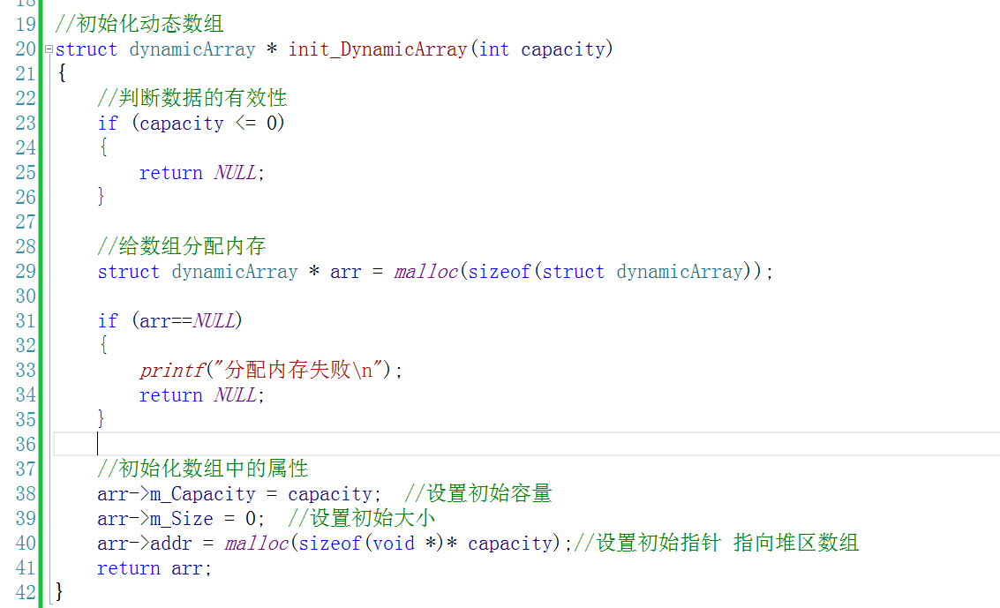 18
19 //初始化动态数组
20 struct dynamicArray * init_DynamicArray(int capacity)
21 {
22     //判断数据的有效性
23     if (capacity <= 0)
24     {
25         return NULL;
26     }
27
28     //给数组分配内存
29     struct dynamicArray * arr = malloc(sizeof(struct dynamicArray));
30
31     if (arr==NULL)
32     {
33         printf("分配内存失败\n");
34         return NULL;
35     }
36
37     //初始化数组中的属性
38     arr->m_Capacity = capacity;  //设置初始容量
39     arr->m_Size = 0;  //设置初始大小
40     arr->addr = malloc(sizeof(void *)* capacity);//设置初始指针 指向堆区数组
41     return arr;
42 }